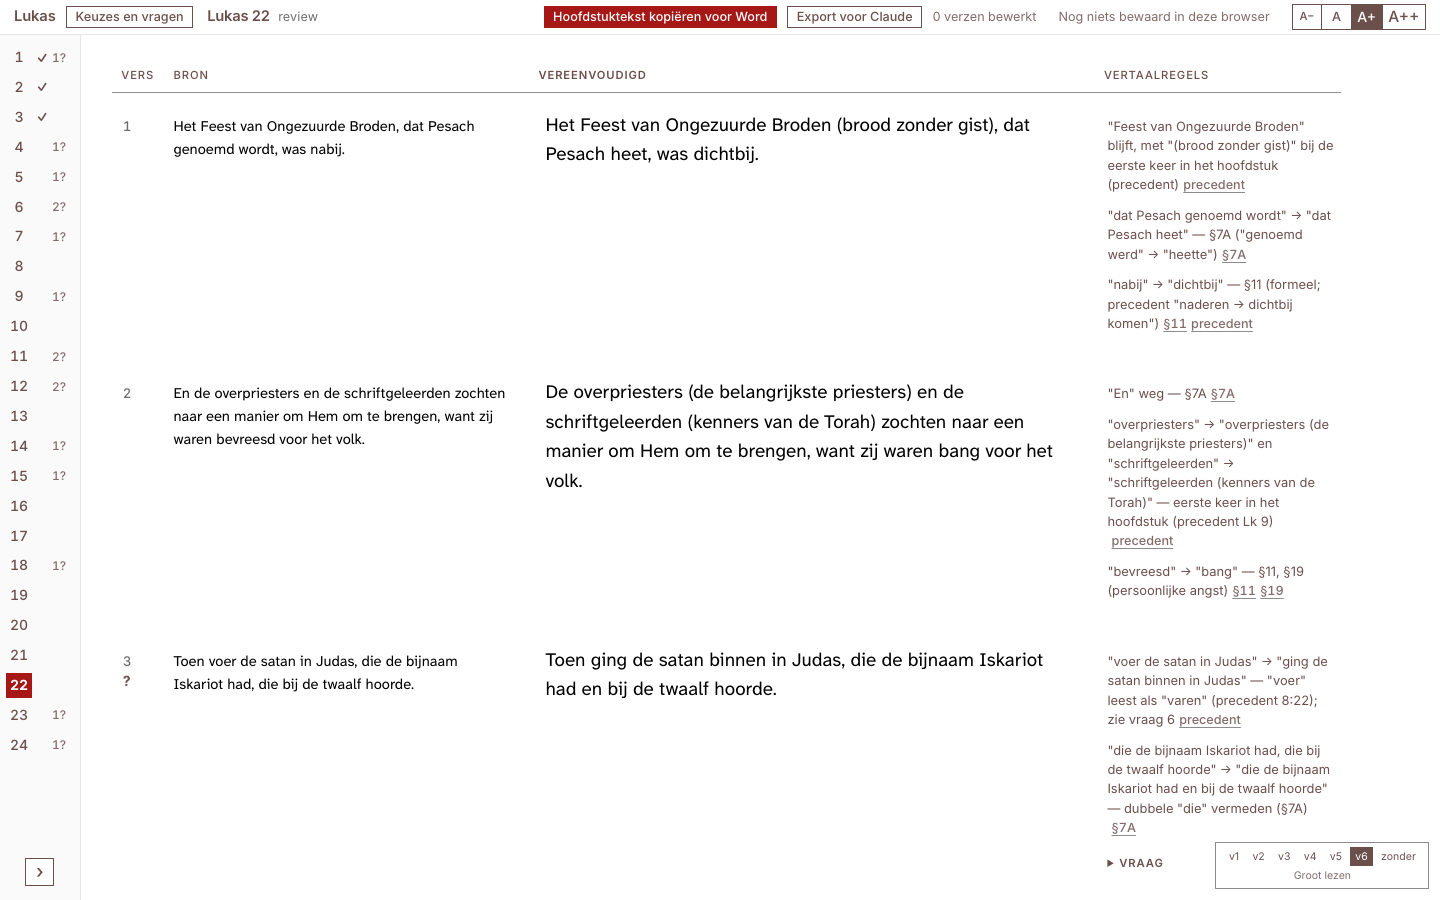 Lukas Keuzes en vragen Lukas 22 review Hoofdstuktekst kopiëren voor Word Export voor Claude 0 verzen bewerkt Nog niets bewaard in deze browser A− A A+ A++
1 ✓ 1?
2 ✓
3 ✓
4 1?
5 1?
6 2?
7 1?
8
9 1?
10
11 2?
12 2?
13
14 1?
15 1?
16
17
18 1?
19
20
21
22
23 1?
24 1?
›
VERS BRON VEREENVOUDIGD VERTAALREGELS
1
Het Feest van Ongezuurde Broden, dat Pesach
genoemd wordt, was nabij.
Het Feest van Ongezuurde Broden (brood zonder gist), dat
Pesach heet, was dichtbij.
"Feest van Ongezuurde Broden"
blijft, met "(brood zonder gist)" bij de
eerste keer in het hoofdstuk
(precedent) precedent
"dat Pesach genoemd wordt" → "dat
Pesach heet" — §7A ("genoemd
werd" → "heette") §7A
"nabij" → "dichtbij" — §11 (formeel;
precedent "naderen → dichtbij
komen") §11 precedent
2
En de overpriesters en de schriftgeleerden zochten
naar een manier om Hem om te brengen, want zij
waren bevreesd voor het volk.
De overpriesters (de belangrijkste priesters) en de
schriftgeleerden (kenners van de Torah) zochten naar een
manier om Hem om te brengen, want zij waren bang voor het
volk.
"En" weg — §7A §7A
"overpriesters" → "overpriesters (de
belangrijkste priesters)" en
"schriftgeleerden" →
"schriftgeleerden (kenners van de
Torah)" — eerste keer in het
hoofdstuk (precedent Lk 9)
precedent
"bevreesd" → "bang" — §11, §19
(persoonlijke angst) §11 §19
3
?
Toen voer de satan in Judas, die de bijnaam
Iskariot had, die bij de twaalf hoorde.
Toen ging de satan binnen in Judas, die de bijnaam Iskariot
had en bij de twaalf hoorde.
"voer de satan in Judas" → "ging de
satan binnen in Judas" — "voer"
leest als "varen" (precedent 8:22);
zie vraag 6 precedent
"die de bijnaam Iskariot had, die bij
de twaalf hoorde" → "die de bijnaam
Iskariot had en bij de twaalf hoorde"
— dubbele "die" vermeden (§7A)
§7A
▶ VRAAG
v1 v2 v3 v4 v5 v6 zonder
Groot lezen